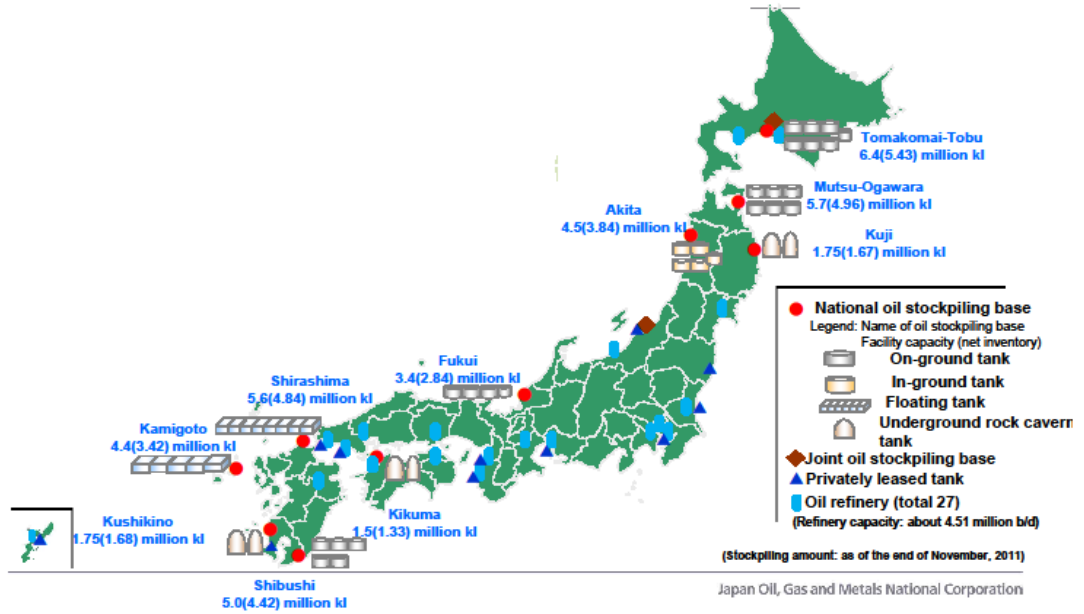 Tomakomai-Tobu
6.4(5.43) million kl
Mutsu-Ogawara
5.7(4.96) million kl
Akita
4.5(3.84) million kl
Kuji
1.75(1.67) million kl
Fukui
3.4(2.84) million kl
Shirashima
5.6(4.84) million kl
Kamigoto
4.4(3.42) million kl
Kikuma
1.5(1.33) million kl
Kushikino
1.75(1.68) million kl
Shibushi
5.0(4.42) million kl
National oil stockpiling base
Legend: Name of oil stockpiling base
Facility capacity (net inventory)
On-ground tank
In-ground tank
Floating tank
Underground rock cavern
tank
Joint oil stockpiling base
Privately leased tank
Oil refinery (total 27)
(Refinery capacity: about 4.51 million b/d)
(Stockpiling amount: as of the end of November, 2011)
Japan Oil, Gas and Metals National Corporation